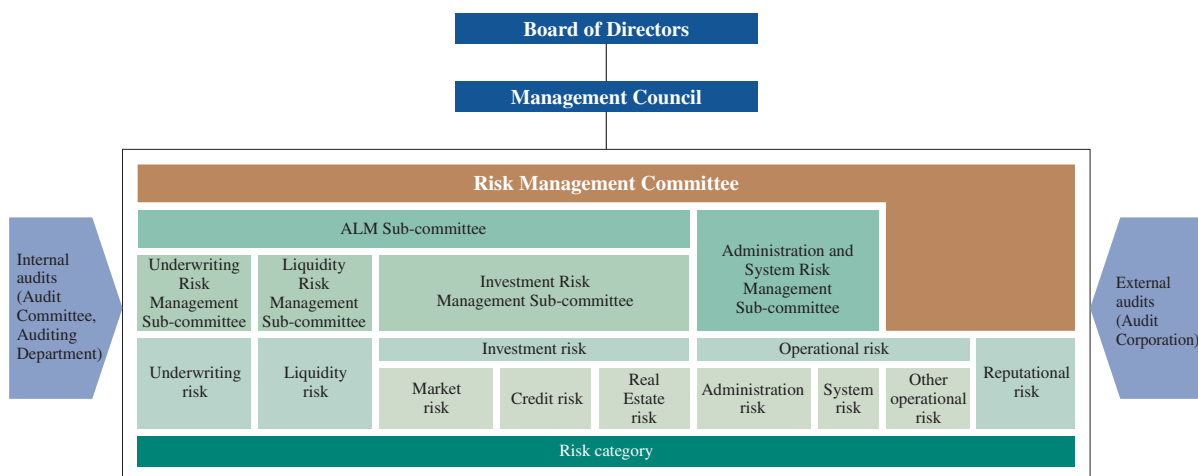 Board of Directors
Management Council
Risk Management Committee
ALM Sub-committee
Internal
audits
(Audit
Committee,
Auditing
Department)
Underwriting
Risk
Management
Sub-committee
Liquidity
Risk
Management
Sub-committee
Investment Risk
Management Sub-committee
Administration and
System Risk
Management
Sub-committee
External
audits
(Audit
Corporation)
Underwriting
risk
Liquidity
risk
Investment risk
Market
risk
Credit risk
Real
Estate
risk
Operational risk
Administration
risk
System
risk
Other
operational
risk
Reputational
risk
Risk category